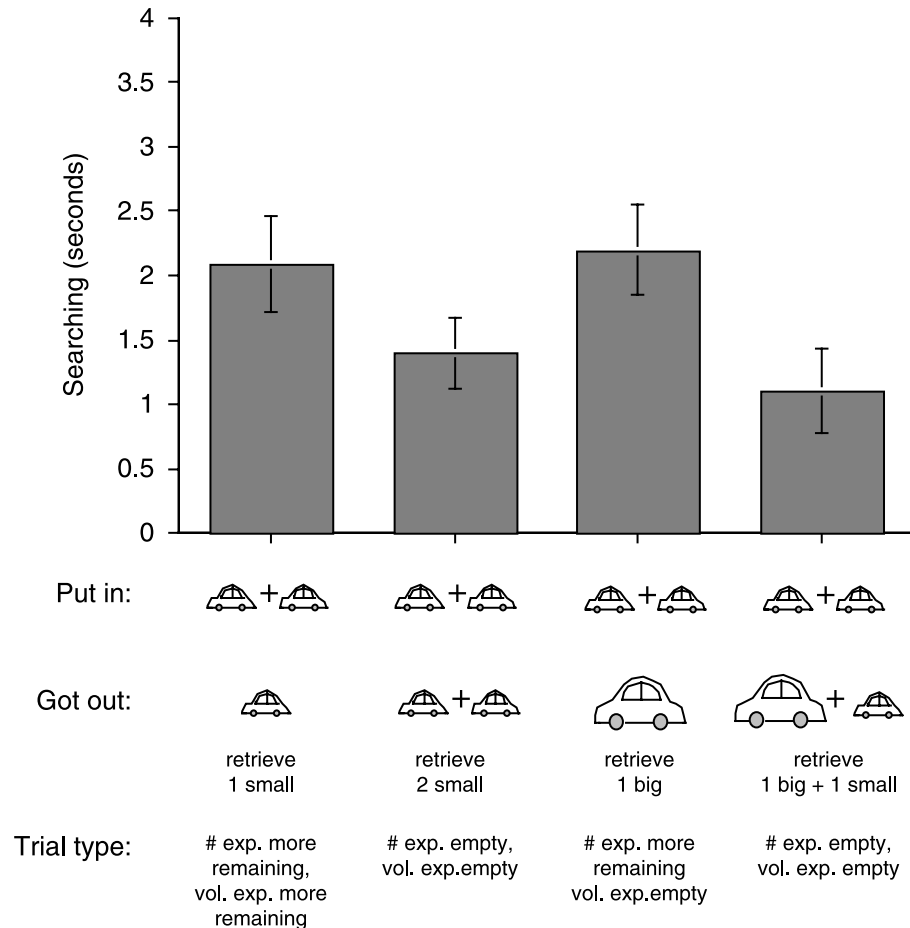 4
3.5
3
2.5
2
1.5
1
0.5
0
Searching (seconds)
Put in: + + + +
Got out: + +
retrieve retrieve retrieve retrieve
1 small 2 small 1 big 1 big + 1 small
Trial type: # exp. more # exp. empty, # exp. more # exp. empty,
remaining, vol. exp.empty remaining vol. exp. empty
vol. exp. more vol. exp.empty
remaining